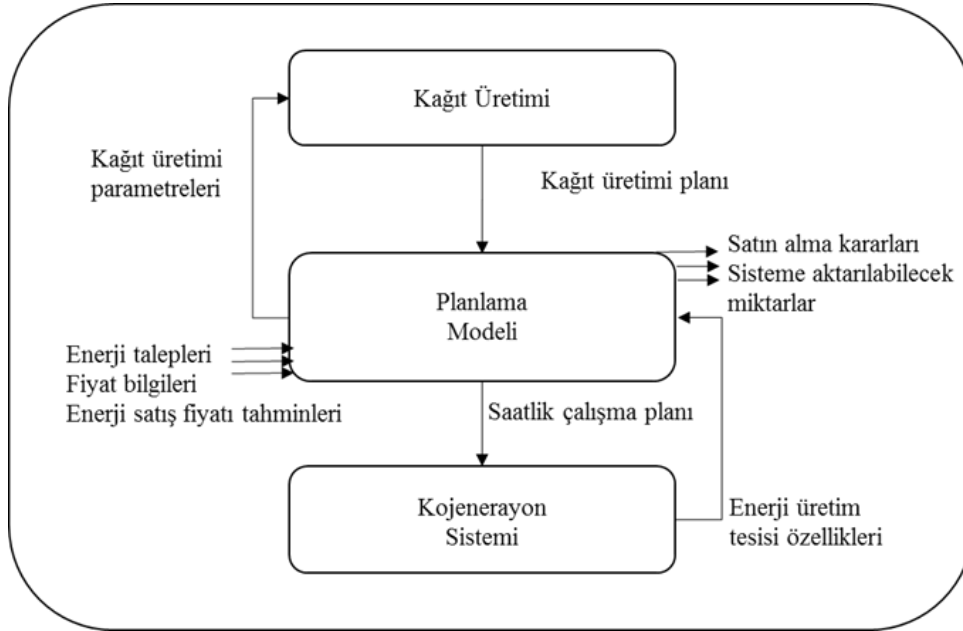 Kağıt Üretimi
Kağıt üretimi
parametreleri
Kağıt üretimi planı
Satın alma kararları
Sisteme aktarılabilecek
miktarlar
Planlama
Modeli
Enerji talepleri
Fiyat bilgileri
Enerji satış fiyatı tahminleri
Saatlik çalışma planı
Kojenerayon
Sistemi
Enerji üretim
tesisi özellikleri